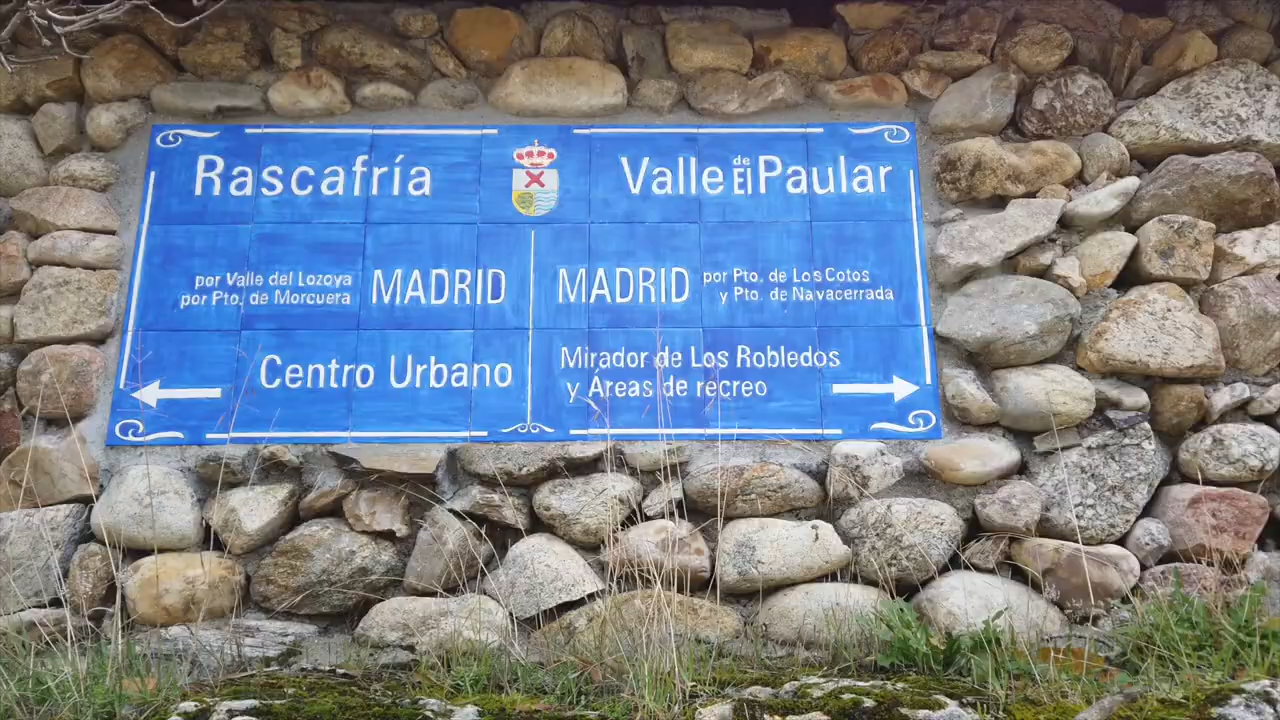 Rascafría
Valle de El Paular
por Valle del Lozoya
por Pto. de Morcuera
MADRID
MADRID
por Pto. de Los Cotos
y Pto. de Navacerrada
Centro Urbano
Mirador de Los Robledos
y Áreas de recreo